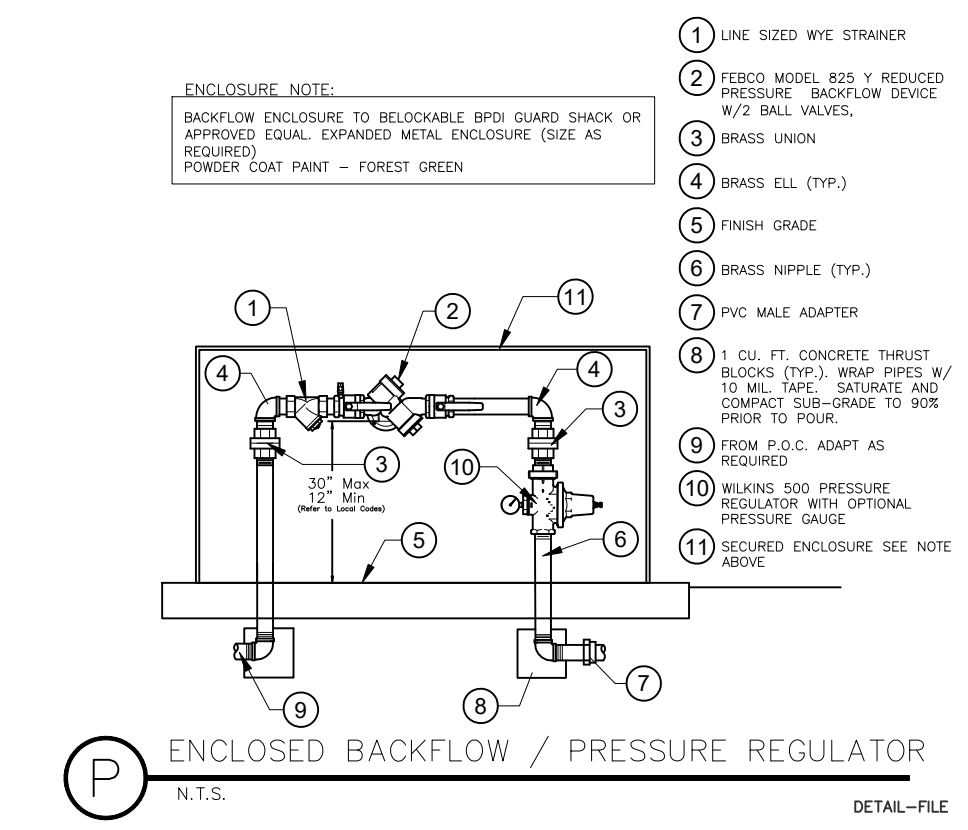 1 LINE SIZED WYE STRAINER
2 FEBCO MODEL 825 Y REDUCED
PRESSURE BACKFLOW DEVICE
W/2 BALL VALVES,
3 BRASS UNION
4 BRASS ELL (TYP.)
5 FINISH GRADE
6 BRASS NIPPLE (TYP.)
7 PVC MALE ADAPTER
8 1 CU. FT. CONCRETE THRUST
BLOCKS (TYP.). WRAP PIPES W/
10 MIL. TAPE. SATURATE AND
COMPACT SUB-GRADE TO 90%
PRIOR TO POUR.
9 FROM P.O.C. ADAPT AS
REQUIRED
10 WILKINS 500 PRESSURE
REGULATOR WITH OPTIONAL
PRESSURE GAUGE
11 SECURED ENCLOSURE SEE NOTE
ABOVE
ENCLOSURE NOTE:
BACKFLOW ENCLOSURE TO BELOCKABLE BPDI GUARD SHACK OR
APPROVED EQUAL. EXPANDED METAL ENCLOSURE (SIZE AS
REQUIRED)
POWDER COAT PAINT – FOREST GREEN
1
2
11
4
4
3
3
10
30" Max
12" Min
(Refer to Local Codes)
5
6
9
8
7
P
ENCLOSED BACKFLOW / PRESSURE REGULATOR
N.T.S.
DETAIL–FILE